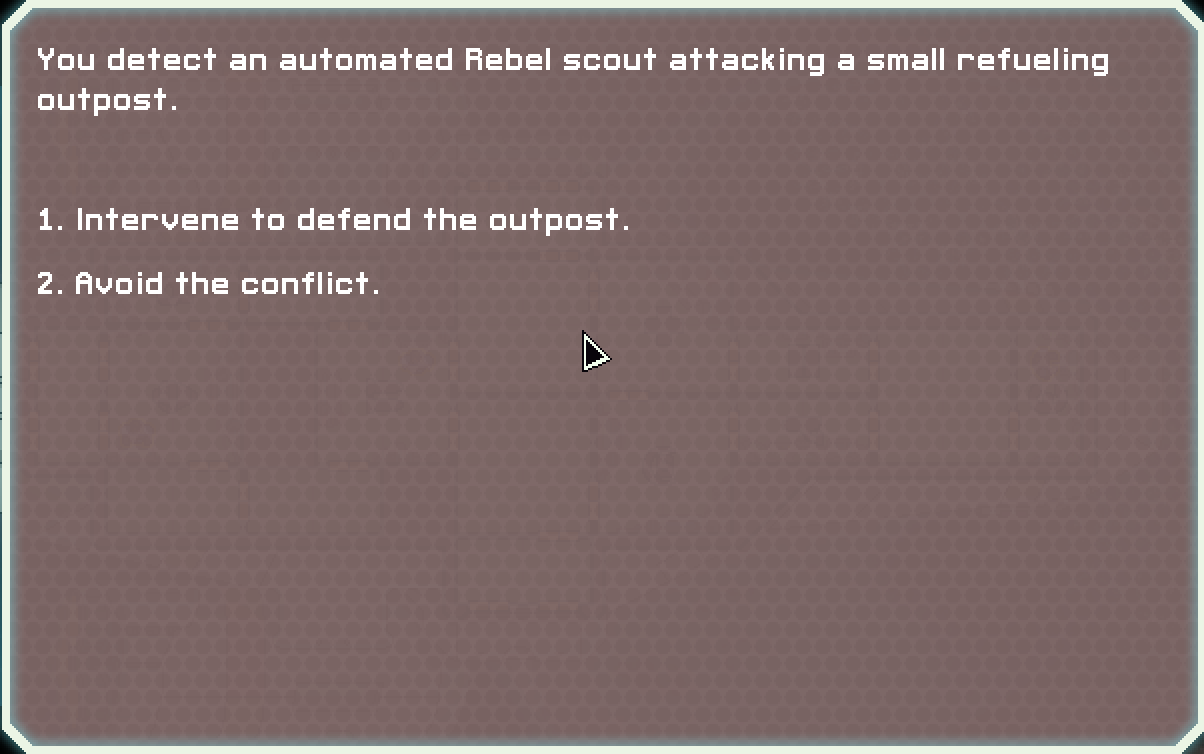 You detect an automated Rebel scout attacking a small refueling
outpost.
1. Intervene to defend the outpost.
2. Avoid the conflict.